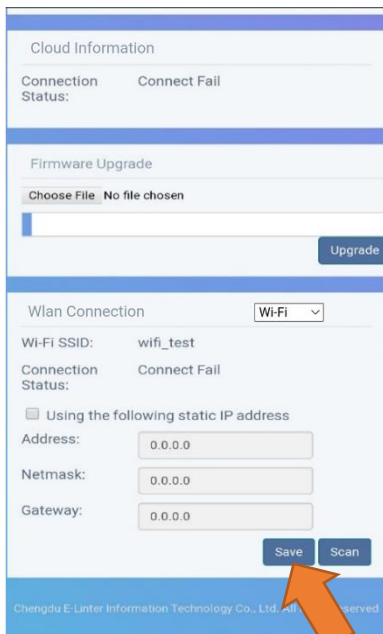 Cloud Information
Connection Status: Connect Fail
Firmware Upgrade
Choose File No file chosen
Upgrade
Wlan Connection Wi-Fi
Wi-Fi SSID: wifi_test
Connection Status: Connect Fail
Using the following static IP address
Address: 0.0.0.0
Netmask: 0.0.0.0
Gateway: 0.0.0.0
Save Scan
Chengdu E-Linter Information Technology Co., Ltd. All reserved